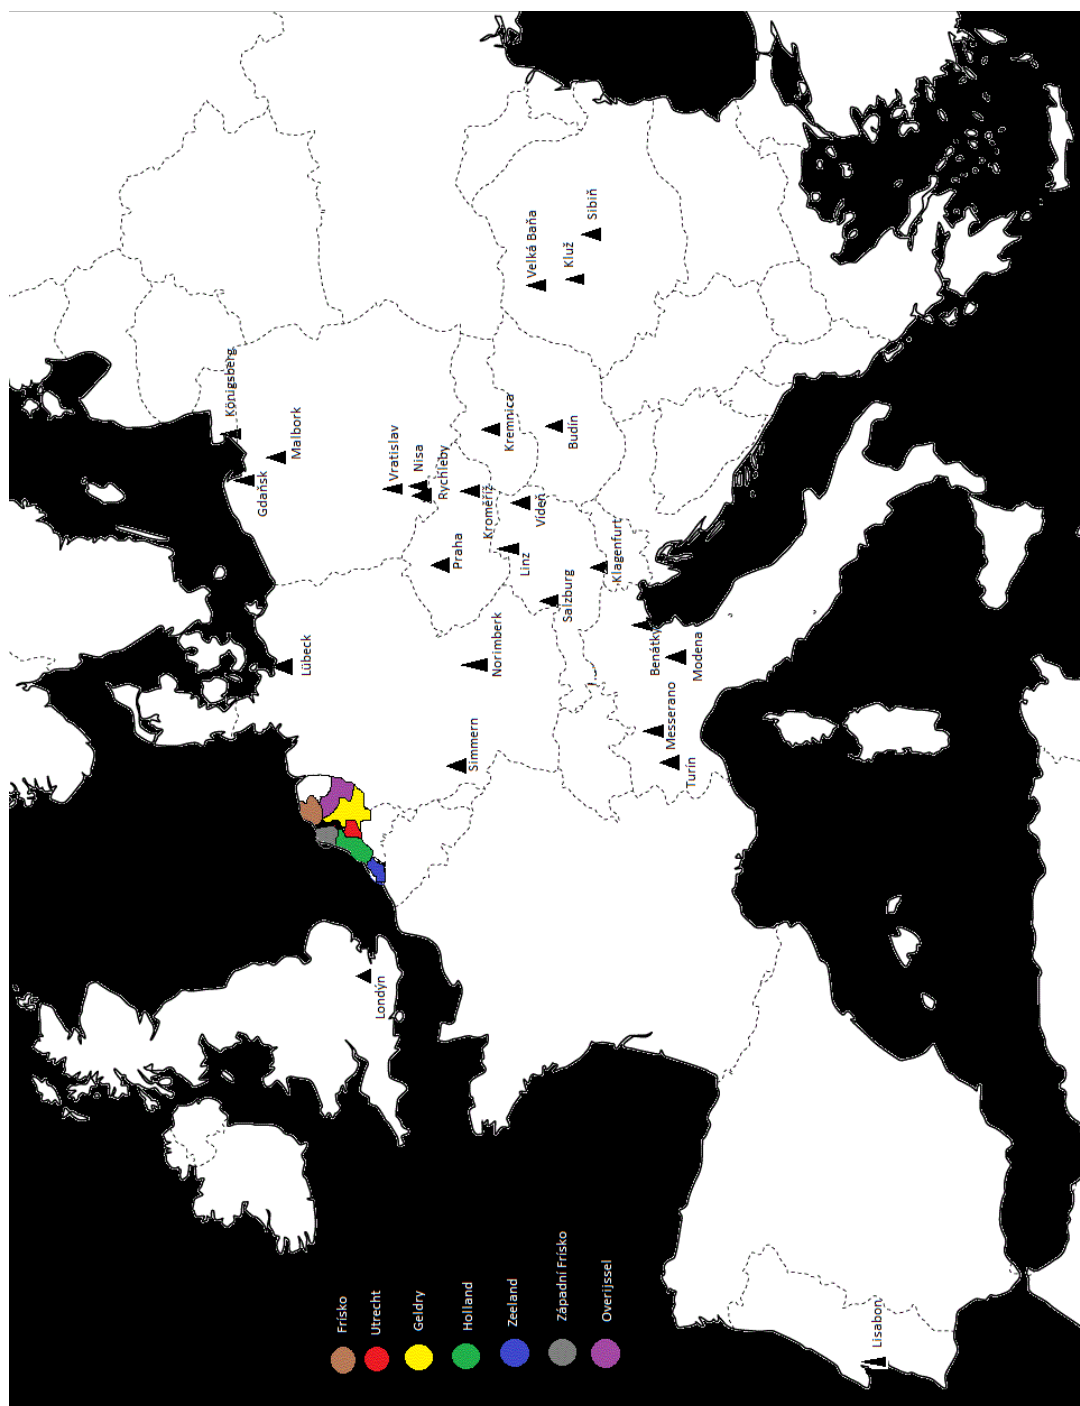 Königsberg
Gdaňsk
Malbork
Lübeck
Vratislav
Nisa
Rychleby
Praha
Kroměříž
Kremnica
Velká Baňa
Kluž
Sibiň
Budín
Vídeň
Linz
Salzburg
Klagenfurt
Norimberk
Simmern
Benátky
Modena
Messerano
Turín
Londýn
Lisabon
Frísko
Utrecht
Geldry
Holland
Zeeland
Západní Frísko
Overijssel